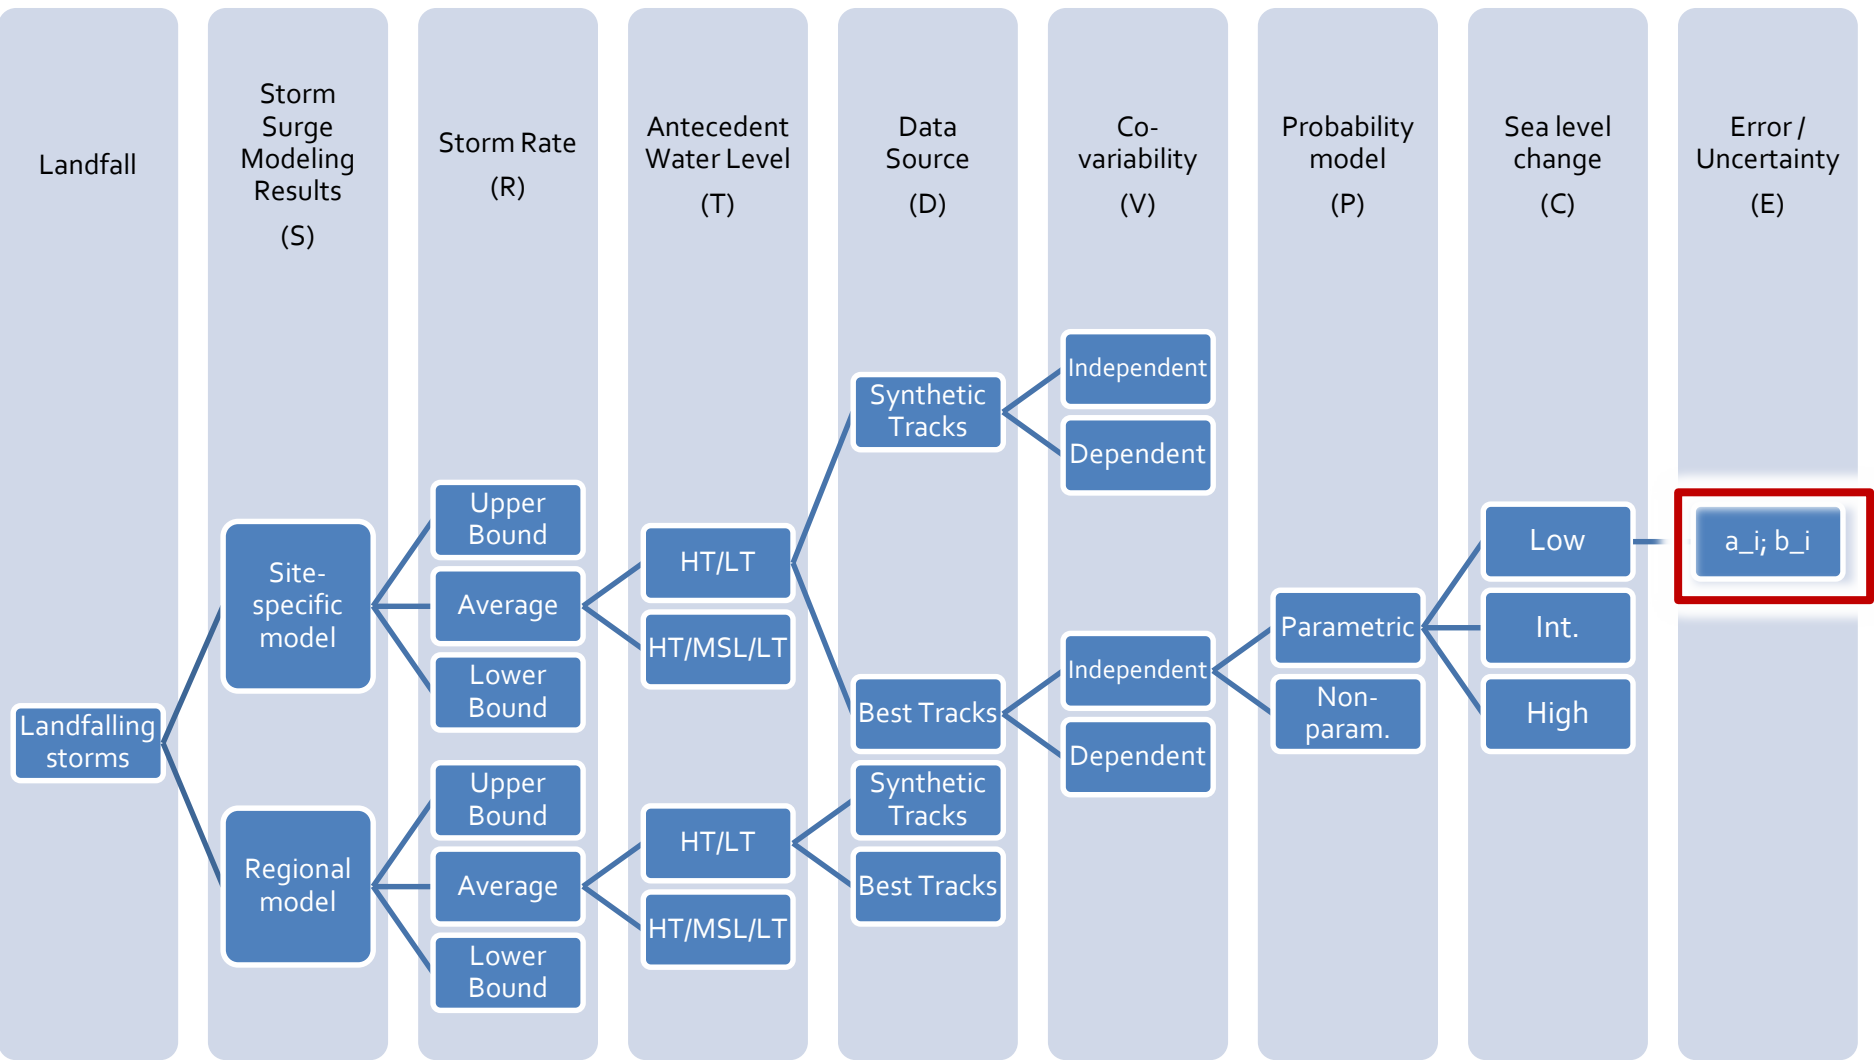 Landfall
Storm
Surge
Modeling
Results
(S)
Storm Rate
(R)
Antecedent
Water Level
(T)
Data
Source
(D)
Co-
variability
(V)
Probability
model
(P)
Sea level
change
(C)
Error /
Uncertainty
(E)
Landfalling
storms
Site-
specific
model
Regional
model
Upper
Bound
Average
Lower
Bound
Upper
Bound
Average
Lower
Bound
HT/LT
HT/MSL/LT
HT/LT
HT/MSL/LT
Synthetic
Tracks
Best Tracks
Synthetic
Tracks
Best Tracks
Independent
Dependent
Independent
Dependent
Parametric
Non-
param.
Low
Int.
High
a_i; b_i